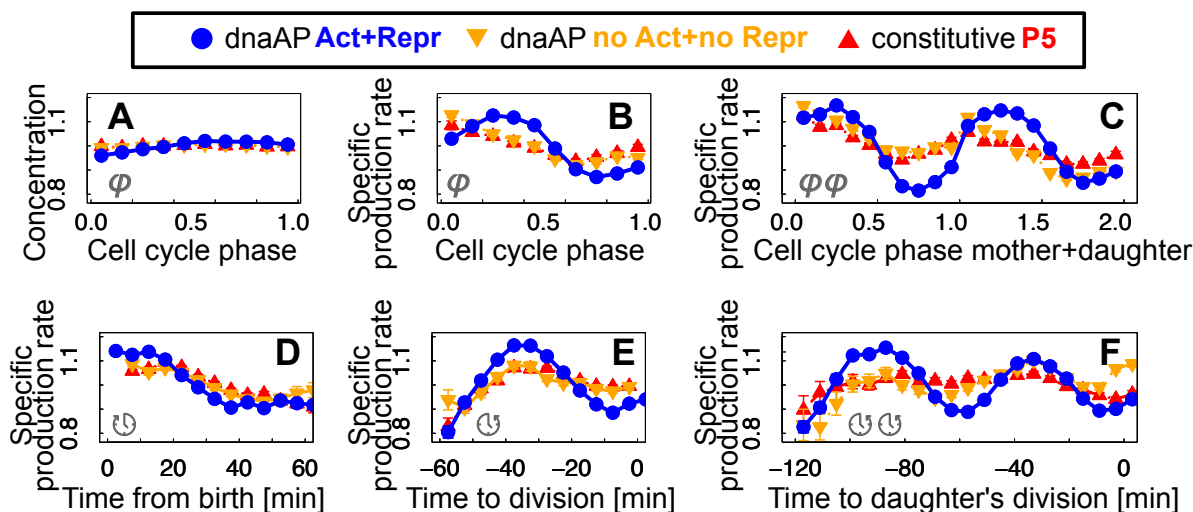 dnaAP Act+Repr dnaAP no Act+no Repr constitutive P5
A
Concentration
0.8 1.1
φ
0.0 0.5 1.0
Cell cycle phase
B
Specific
production rate
0.8 1.1
φ
0.0 0.5 1.0
Cell cycle phase
C
Specific
production rate
0.8 1.1
φφ
0.0 0.5 1.0 1.5 2.0
Cell cycle phase mother+daughter
D
Specific
production rate
0.8 1.1
0 20 40 60
Time from birth [min]
E
Specific
production rate
0.8 1.1
−60 −40 −20 0
Time to division [min]
F
Specific
production rate
0.8 1.1
−120 −80 −40 0
Time to daughter's division [min]